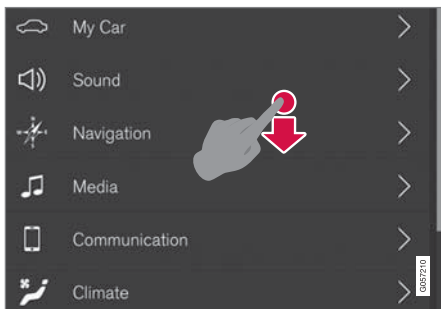 My Car
Sound
Navigation
Media
Communication
Climate
G057210